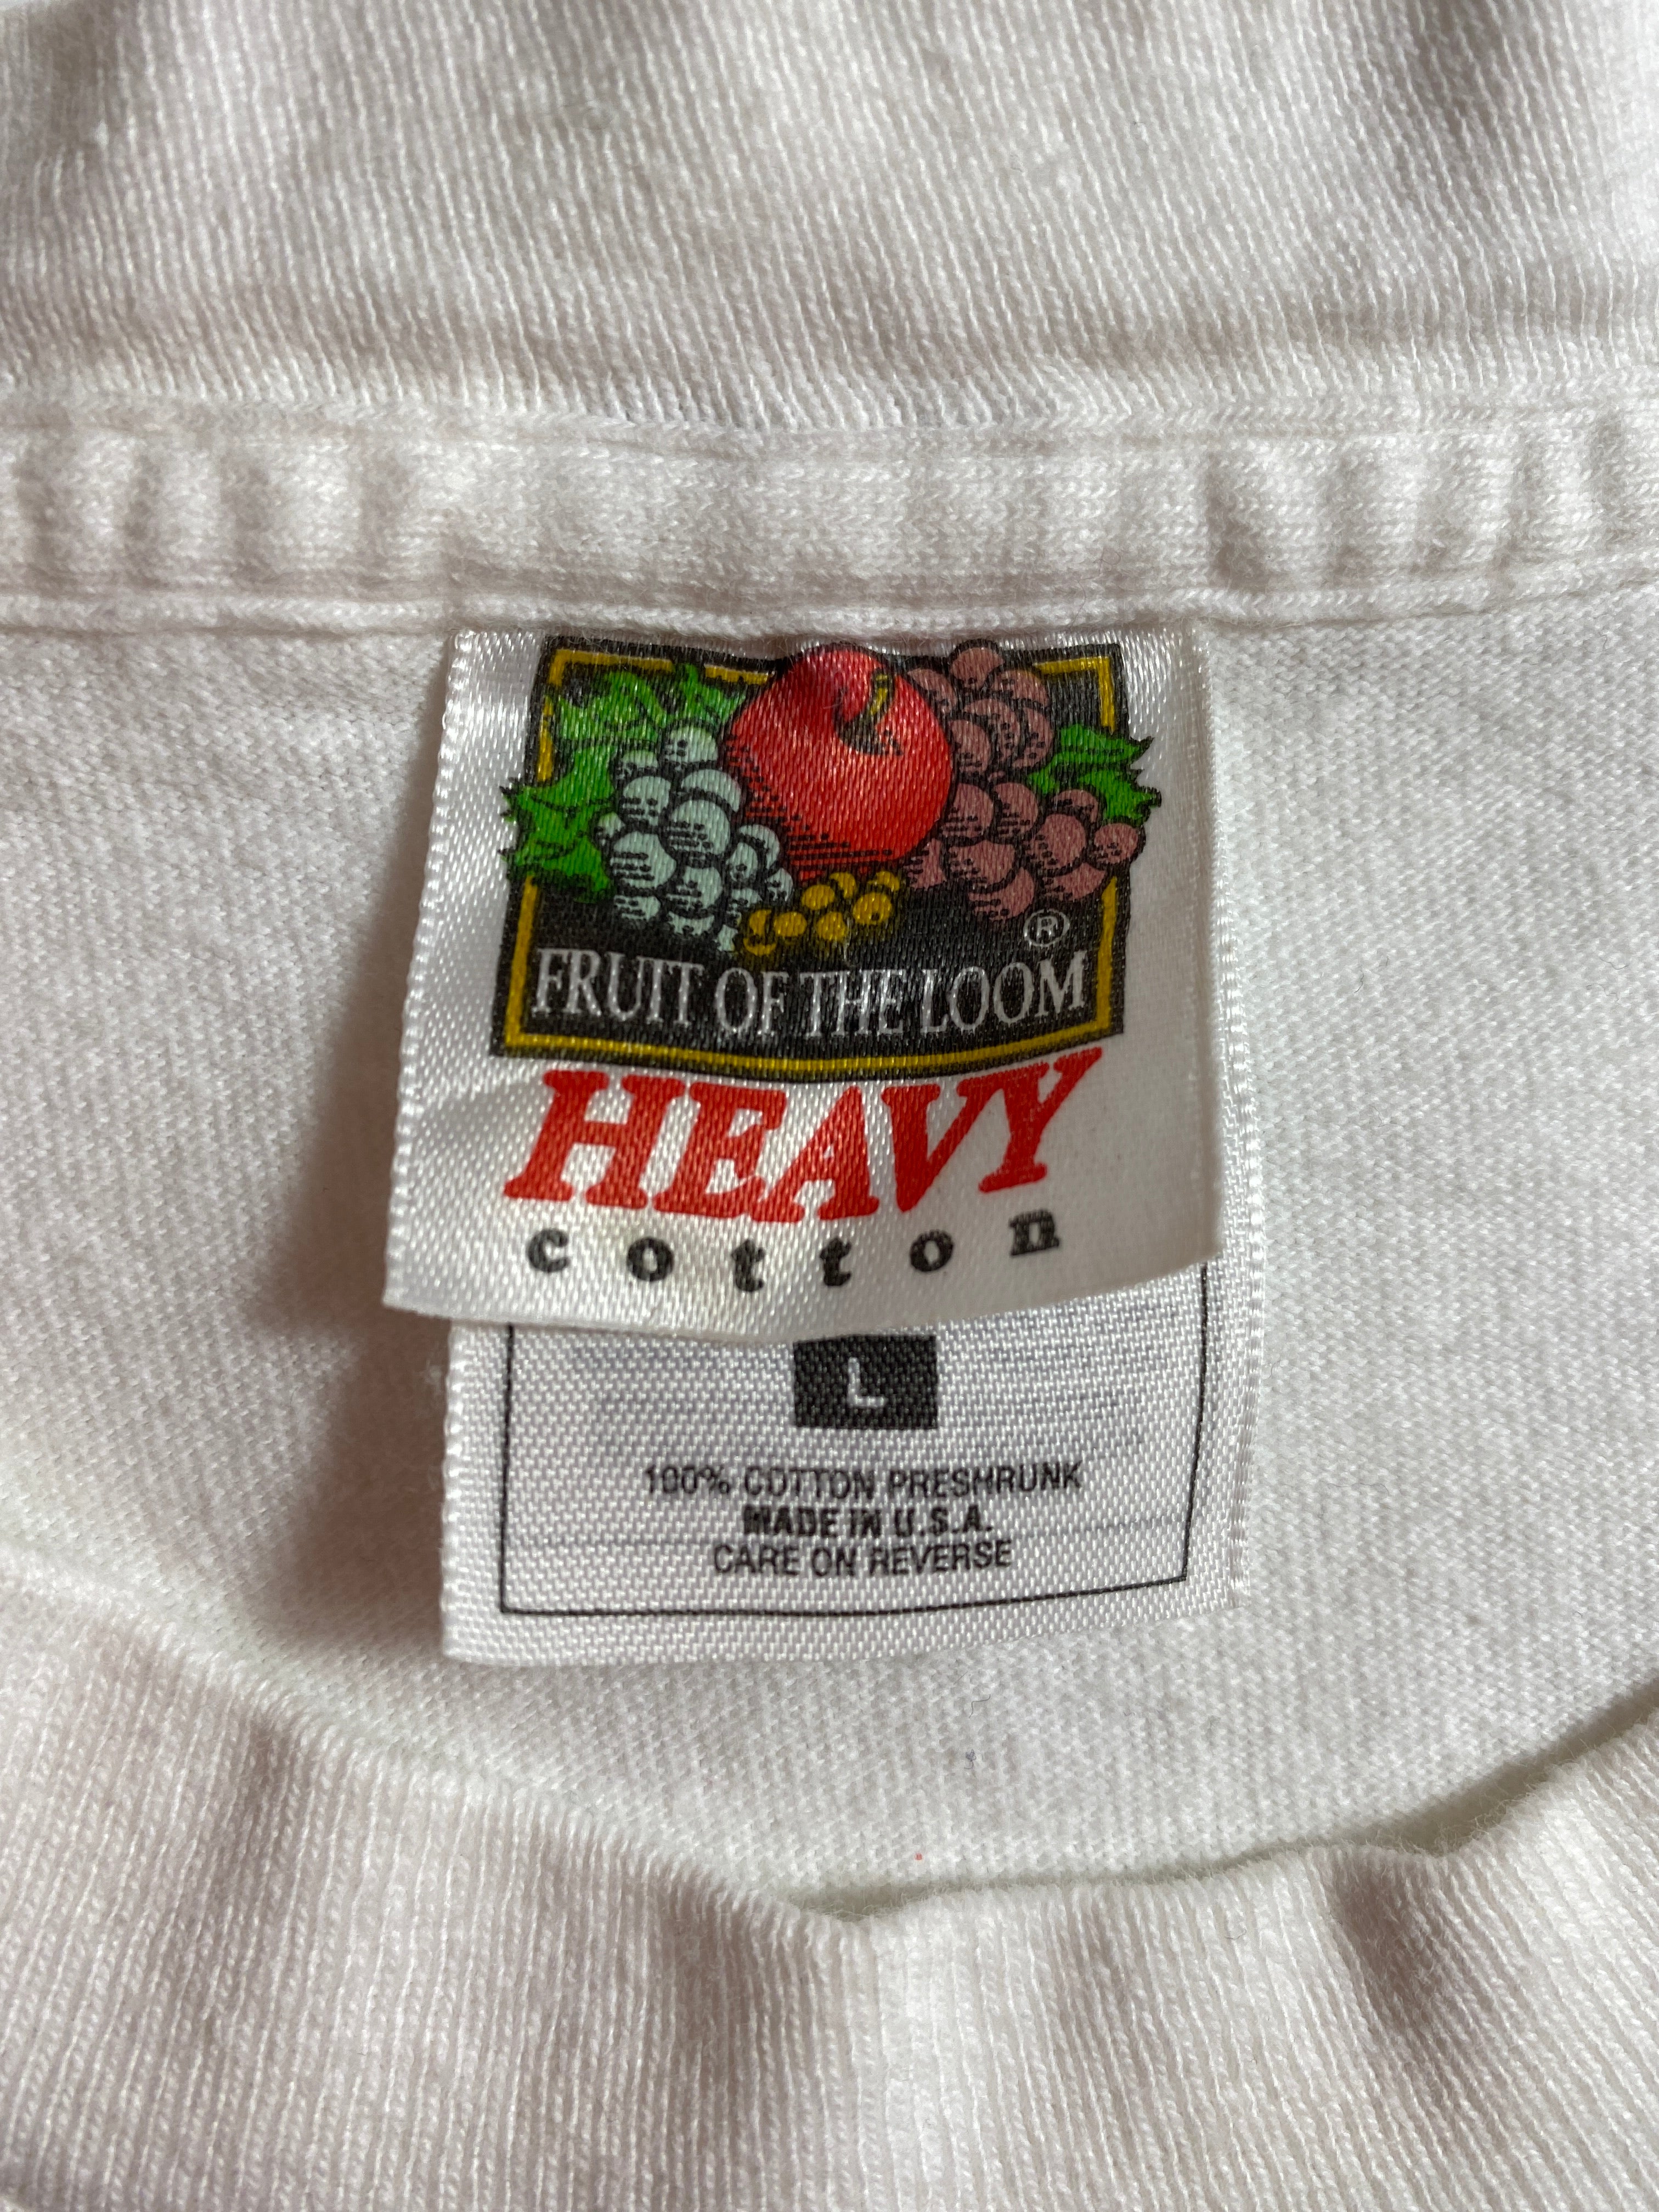 ®
FRUIT OF THE LOOM
HEAVY
cotton
L
100% COTTON PRESHRUNK
MADE IN U.S.A.
CARE ON REVERSE